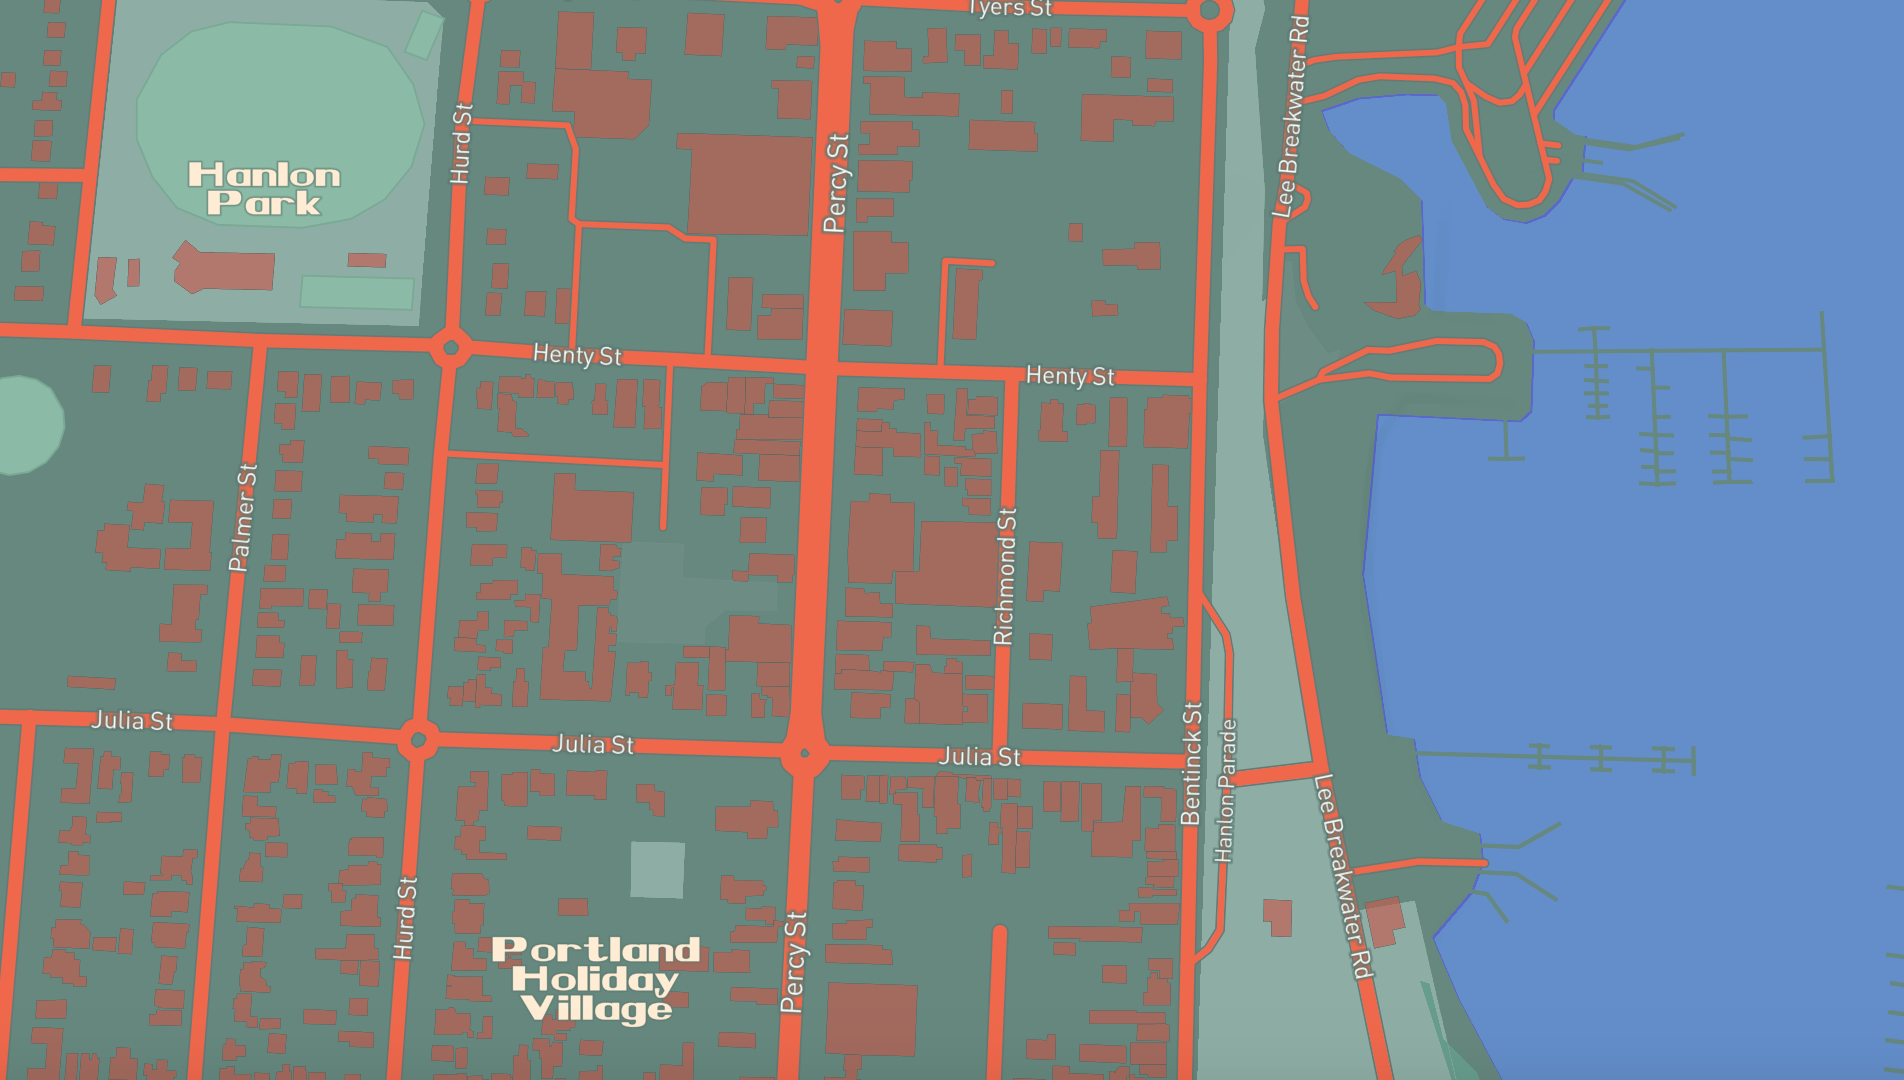 Tyers St
Lee Breakwater Rd
Hurd St
Percy St
Hanlon
Park
Henty St
Henty St
Palmer St
Richmond St
Julia St
Julia St
Julia St
Bentinck St
Hanlon Parade
Lee Breakwater Rd
Hurd St
Percy St
Portland
Holiday
Village